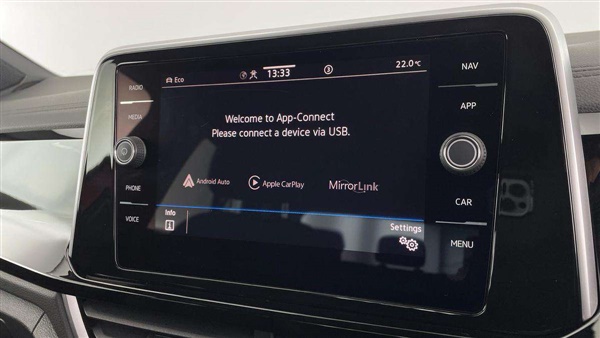 RADIO
MEDIA
PHONE
VOICE
Eco
13:33
3
22.0°C
Welcome to App-Connect
Please connect a device via USB.
Android Auto
Apple CarPlay
MirrorLink
Info
i
Settings
NAV
APP
CAR
MENU